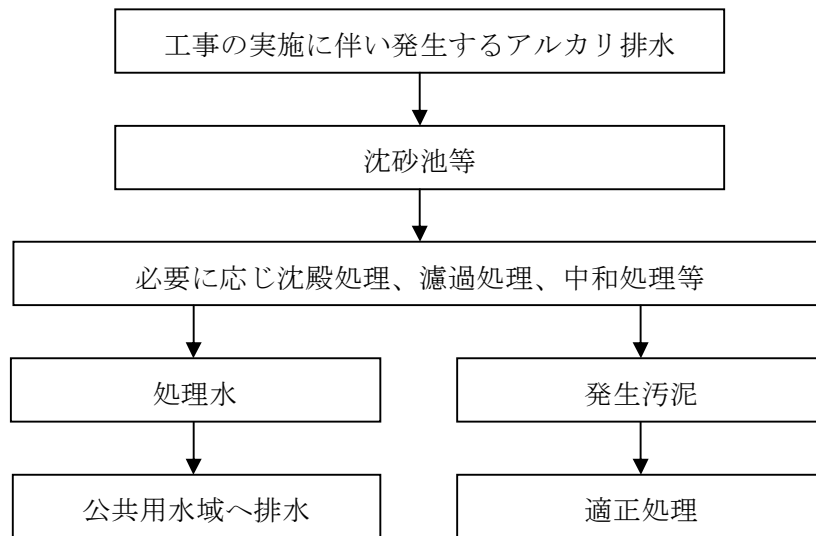 工事の実施に伴い発生するアルカリ排水
沈砂池等
必要に応じ沈殿処理、濾過処理、中和処理等
処理水
発生汚泥
公共用水域へ排水
適正処理